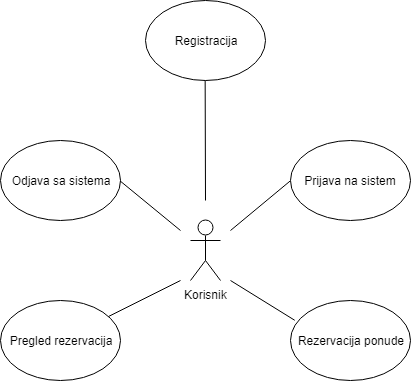 Registracija
Odjava sa sistema
Prijava na sistem
Korisnik
Pregled rezervacija
Rezervacija ponude